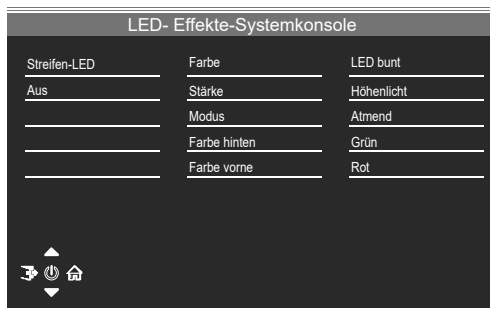 LED- Effekte-Systemkonsole
Streifen-LED
Farbe
LED bunt
Aus
Stärke
Höhenlicht
Modus
Atmend
Farbe hinten
Grün
Farbe vorne
Rot